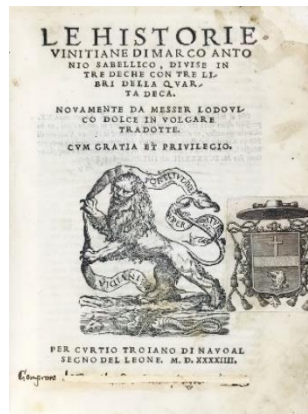 LE HISTORIE
VINITIANE DI MARCO ANTO
NIO SABELLICO, DIVISE IN
TRE DECHE CON TRE LI-
BRI DELLA QVAR-
TA DECA.
NOVAMENTE DA MESSER LODOVI-
CO DOLCE IN VOLGARE
TRADOTTE.
CVM GRATIA ET PRIVILEGIO.
SVPER
VIGILANT
PER CVRTIO TROIANO DI NAVO AL
SEGNO DEL LEONE. M. D. XXXXIIII.